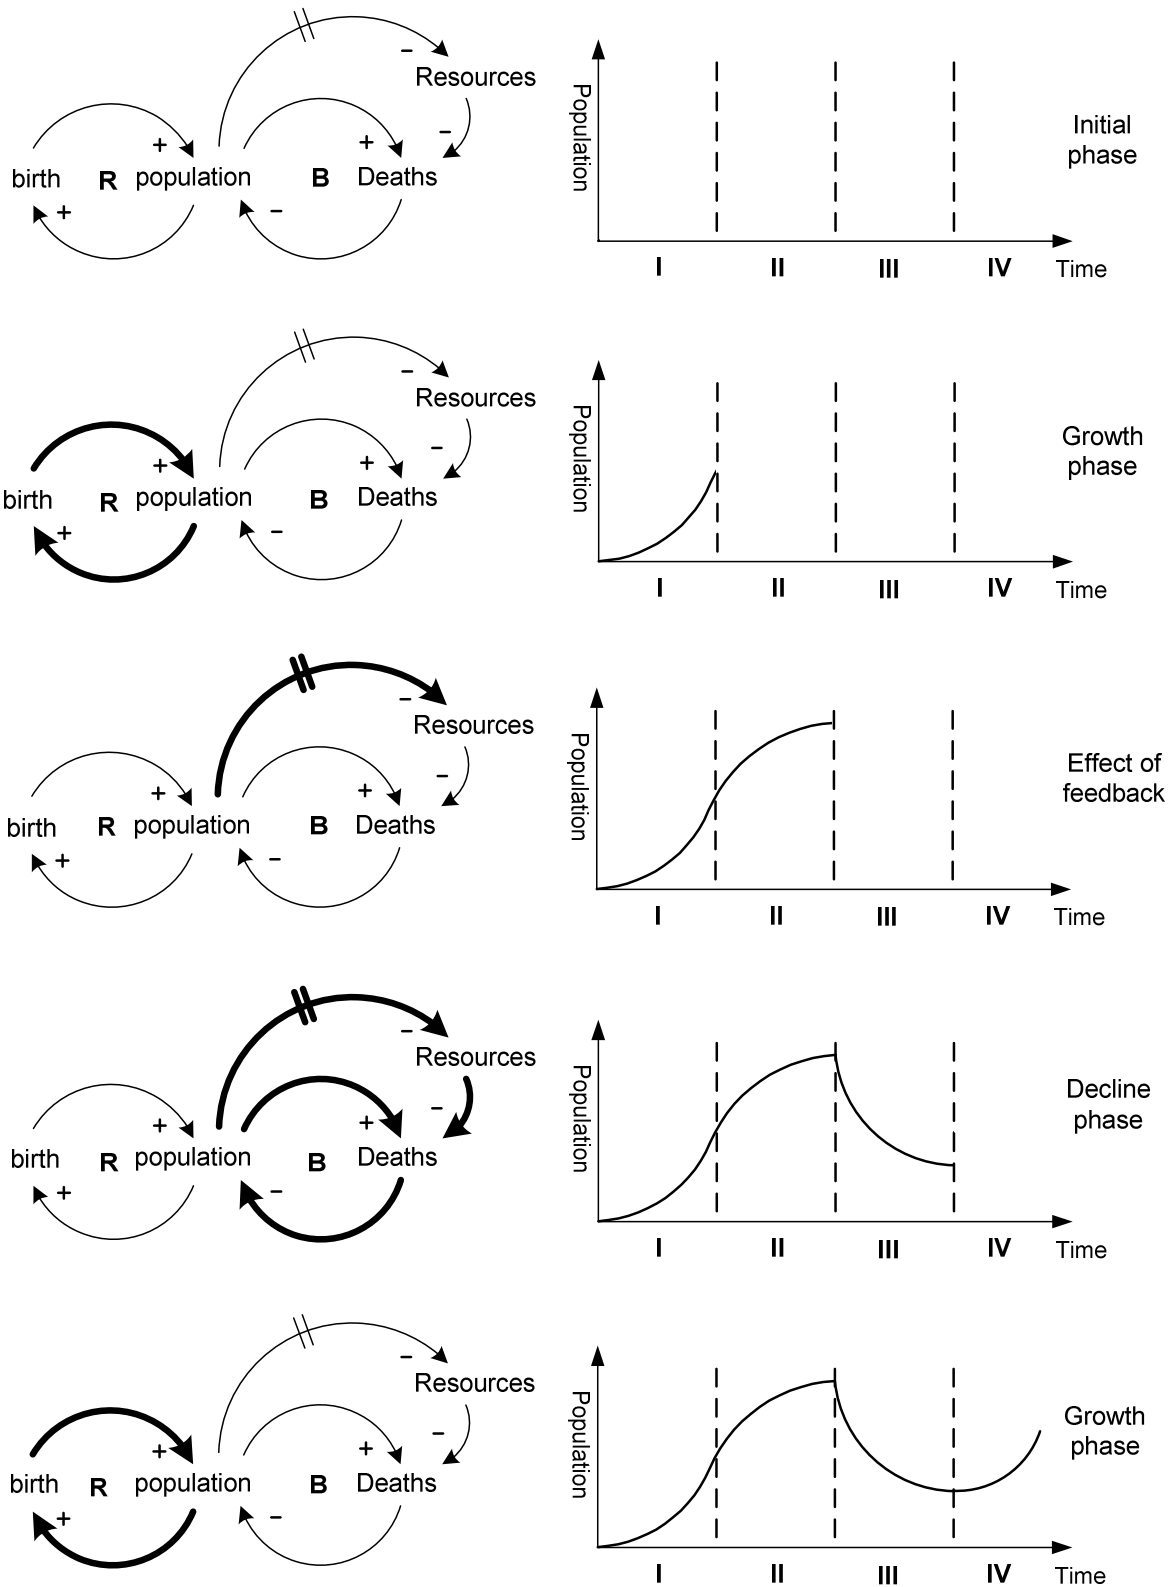 −
Resources
−
+
+
birth
R
population
B
Deaths
+
−
Population
Initial
phase
I
II
III
IV
Time
−
Resources
−
+
+
birth
R
population
B
Deaths
+
−
Population
Growth
phase
I
II
III
IV
Time
−
Resources
−
+
+
birth
R
population
B
Deaths
+
−
Population
Effect of
feedback
I
II
III
IV
Time
−
Resources
−
+
+
birth
R
population
B
Deaths
+
−
Population
Decline
phase
I
II
III
IV
Time
−
Resources
−
+
+
birth
R
population
B
Deaths
+
−
Population
Growth
phase
I
II
III
IV
Time